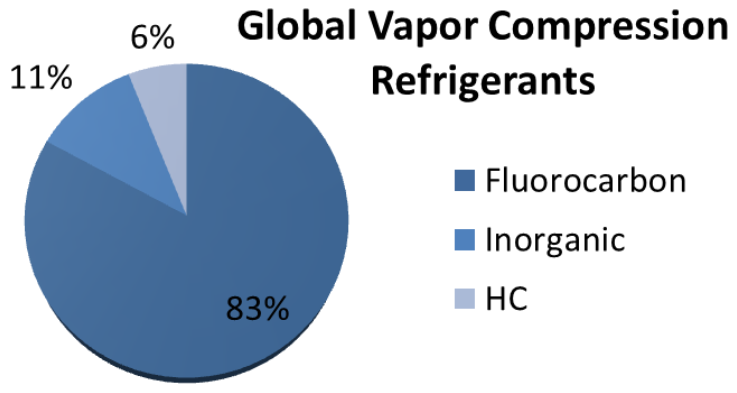 Global Vapor Compression
Refrigerants
6%
11%
83%
Fluorocarbon
Inorganic
HC